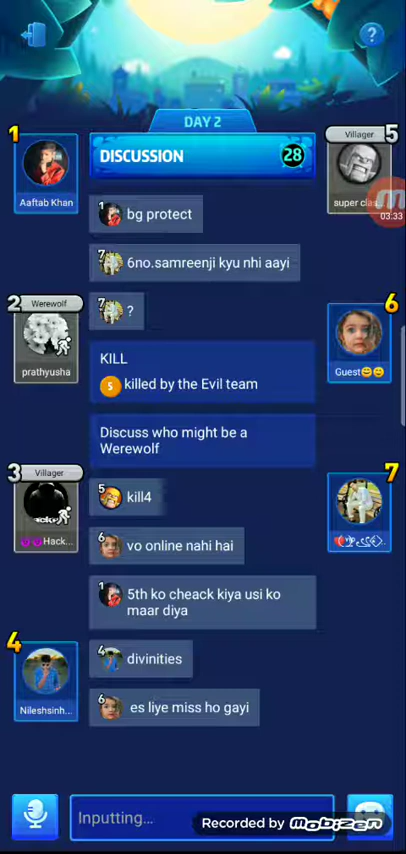 DAY 2
1
DISCUSSION
28
Villager
5
Aaftab Khan
super clas...
03:33
1
bg protect
7
6no.samreenji kyu nhi aayi
7
?
2
Werewolf
prathyusha
6
Guest
KILL
5 killed by the Evil team
Discuss who might be a
Werewolf
3
Villager
Hack...
7
5
kill4
6
vo online nahi hai
1
5th ko cheack kiya usi ko
maar diya
4
Nileshsinh...
4
divinities
6
es liye miss ho gayi
Inputting...
Recorded by Mobizen